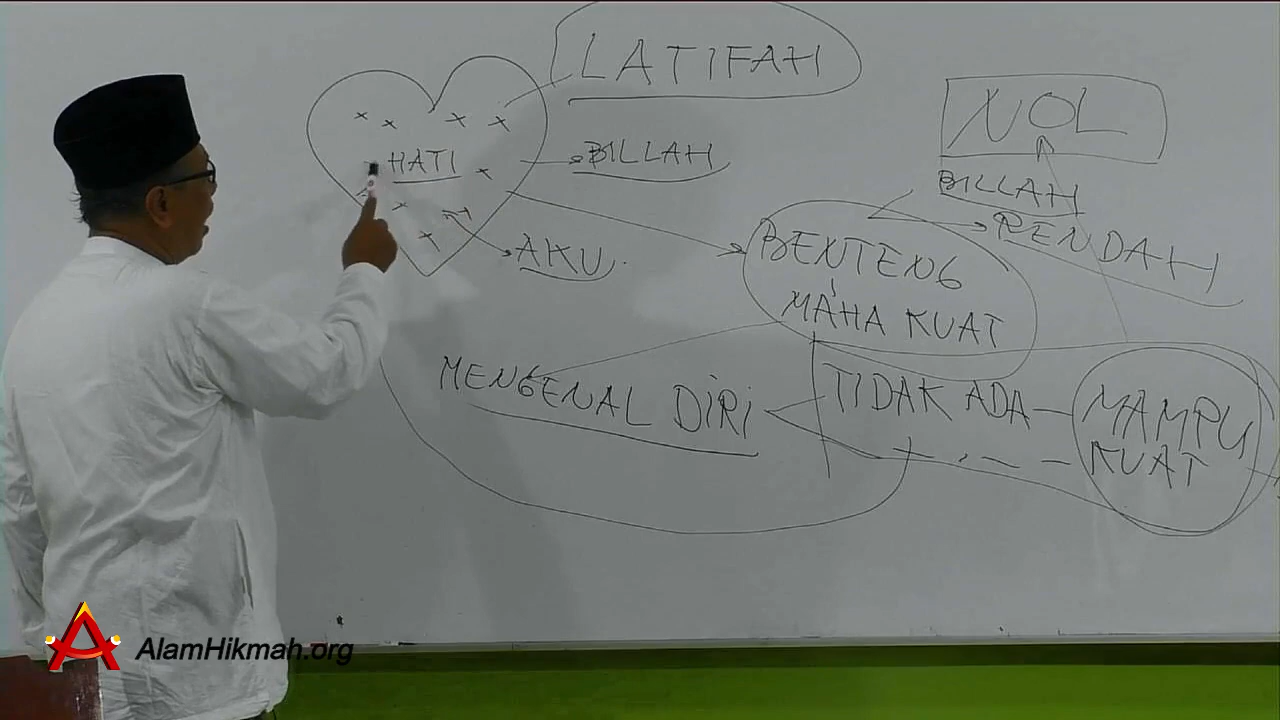 LATIFAH
NOL
HATI
BILLAH
BILLAH
RENDAH
AKU
BENTENG
MAHA KUAT
MENGENAL DIRI
TIDAK ADA
MAMPU
KUAT
AlamHikmah.org